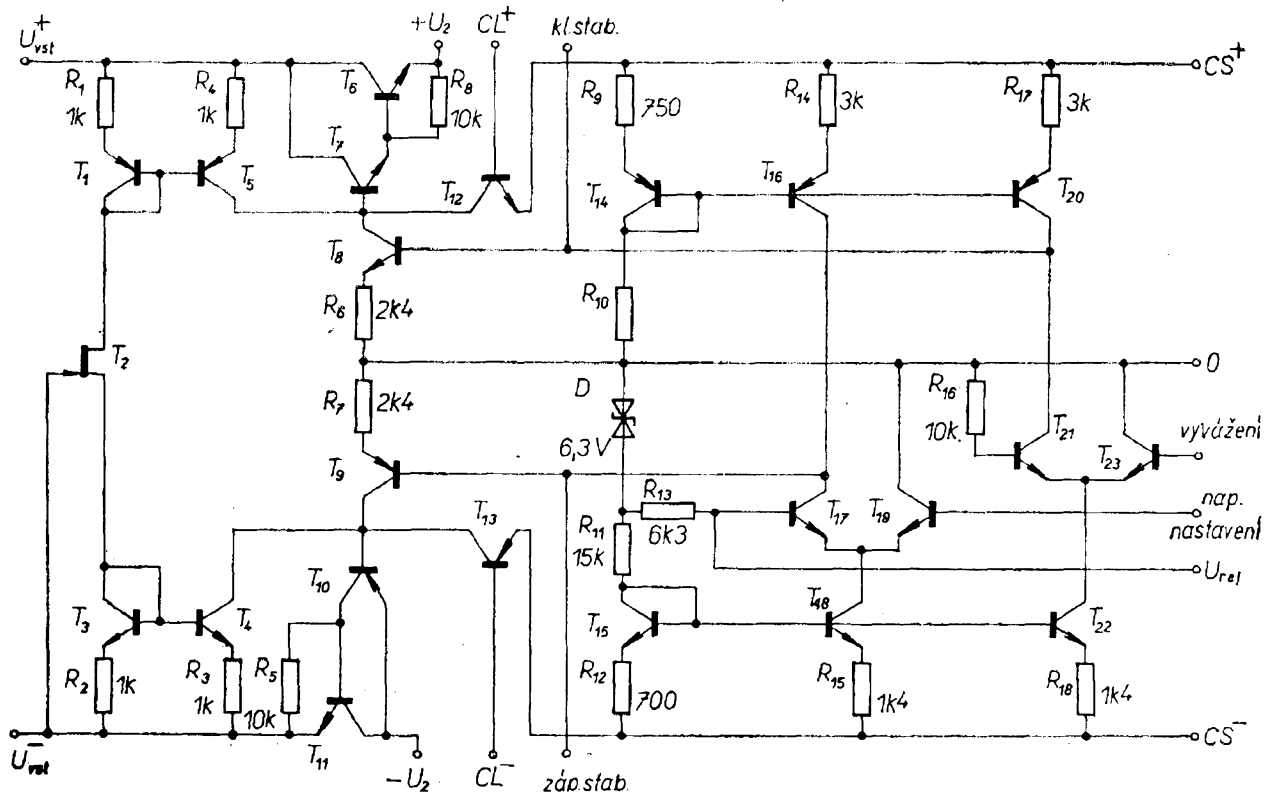 U⁺vst
+U₂
CL⁺
kl.stab.
R₁
1k
R₄
1k
T₆
R₈
10k
R₉
750
R₁₄
3k
R₁₇
3k
CS⁺
T₁
T₅
T₇
T₁₂
T₁₄
T₁₆
T₂₀
T₈
R₆
2k4
R₁₀
T₂
R₇
2k4
D
6,3V
R₁₆
10k
0
T₂₁
T₂₃
vyvážení
T₉
R₁₃
6k3
T₁₇
T₁₉
nap.
nastavení
T₁₃
R₁₁
15k
Uref
T₁₀
T₃
T₄
T₁₅
T₁₈
T₂₂
R₂
1k
R₃
1k
R₅
10k
R₁₂
700
R₁₅
1k4
R₁₈
1k4
T₁₁
U⁻vst
-U₂
CL⁻
záp.stab.
CS⁻